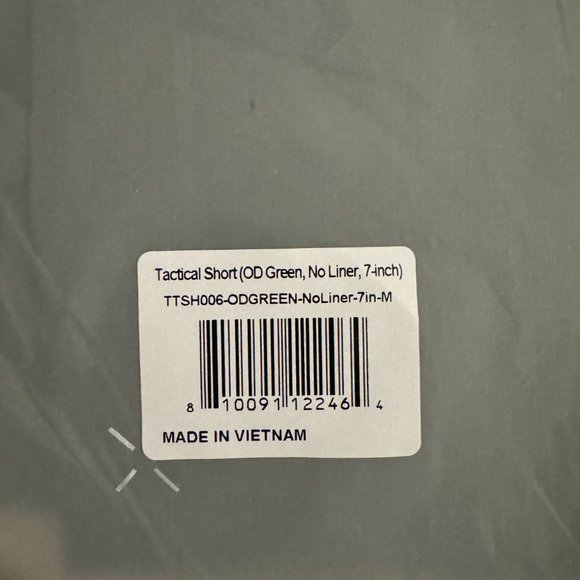 Tactical Short (OD Green, No Liner, 7-inch)
TTSH006-ODGREEN-NoLiner-7in-M
8 10091 12246 4
MADE IN VIETNAM